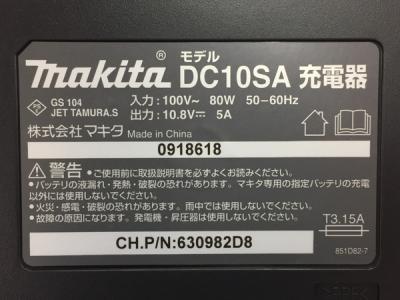 makita® モデル DC10SA 充電器
PS E GS 104 JET TAMURA.S
入力：100V～ 80W 50−60Hz
出力：10.8V⎓ 5A
株式会社マキタ Made in China
0918618
⚠警告 •ご使用前に取扱説明書を必ずよくお読みください。
•バッテリの液漏れ・発熱・破裂の恐れがあります。マキタ専用の指定バッテリの充電以外には使用しないでください。
•火災・感電・破裂の恐れがあります。雨中では使用しないでください。
•故障の原因になります。発電機・昇圧器は使用しないで下さい。
T3.15A
CH.P/N:630982D8
851D82-7